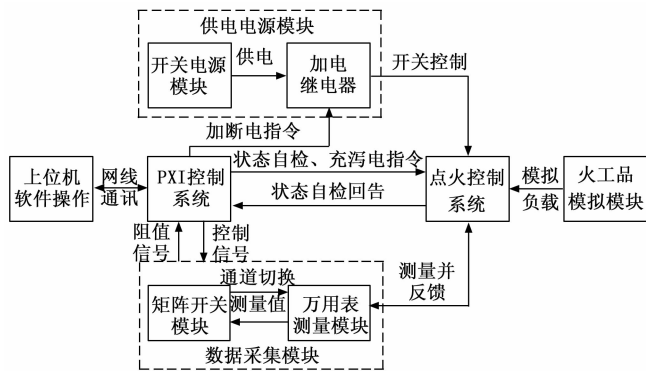 供电电源模块
开关电源
模块
供电
加电
继电器
开关控制
加断电指令
上位机
软件操作
网线
通讯
PXI控制
系统
状态自检、充泻电指令
状态自检回告
点火控制
系统
模拟
负载
火工品
模拟模块
阻值
信号
控制
信号
测量并
反馈
通道切换
矩阵开关
模块
测量值
万用表
测量模块
数据采集模块